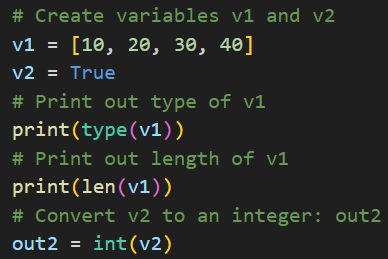 # Create variables v1 and v2
v1 = [10, 20, 30, 40]
v2 = True
# Print out type of v1
print(type(v1))
# Print out length of v1
print(len(v1))
# Convert v2 to an integer: out2
out2 = int(v2)